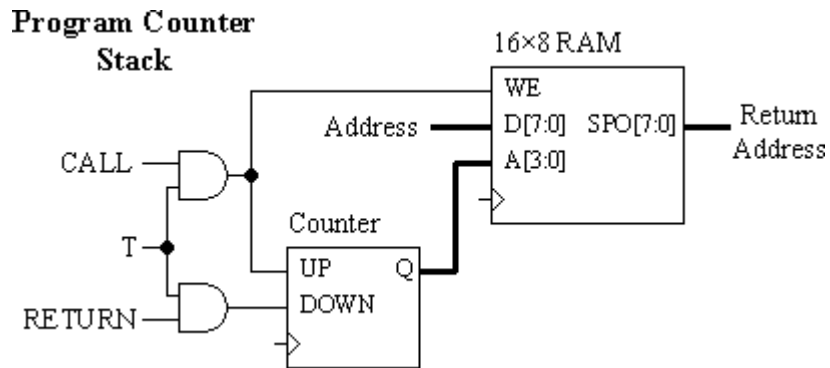 Program Counter
Stack
16×8 RAM
WE
Address
D[7:0]
SPO[7:0]
Return
Address
A[3:0]
CALL
T
RETURN
Counter
UP
Q
DOWN